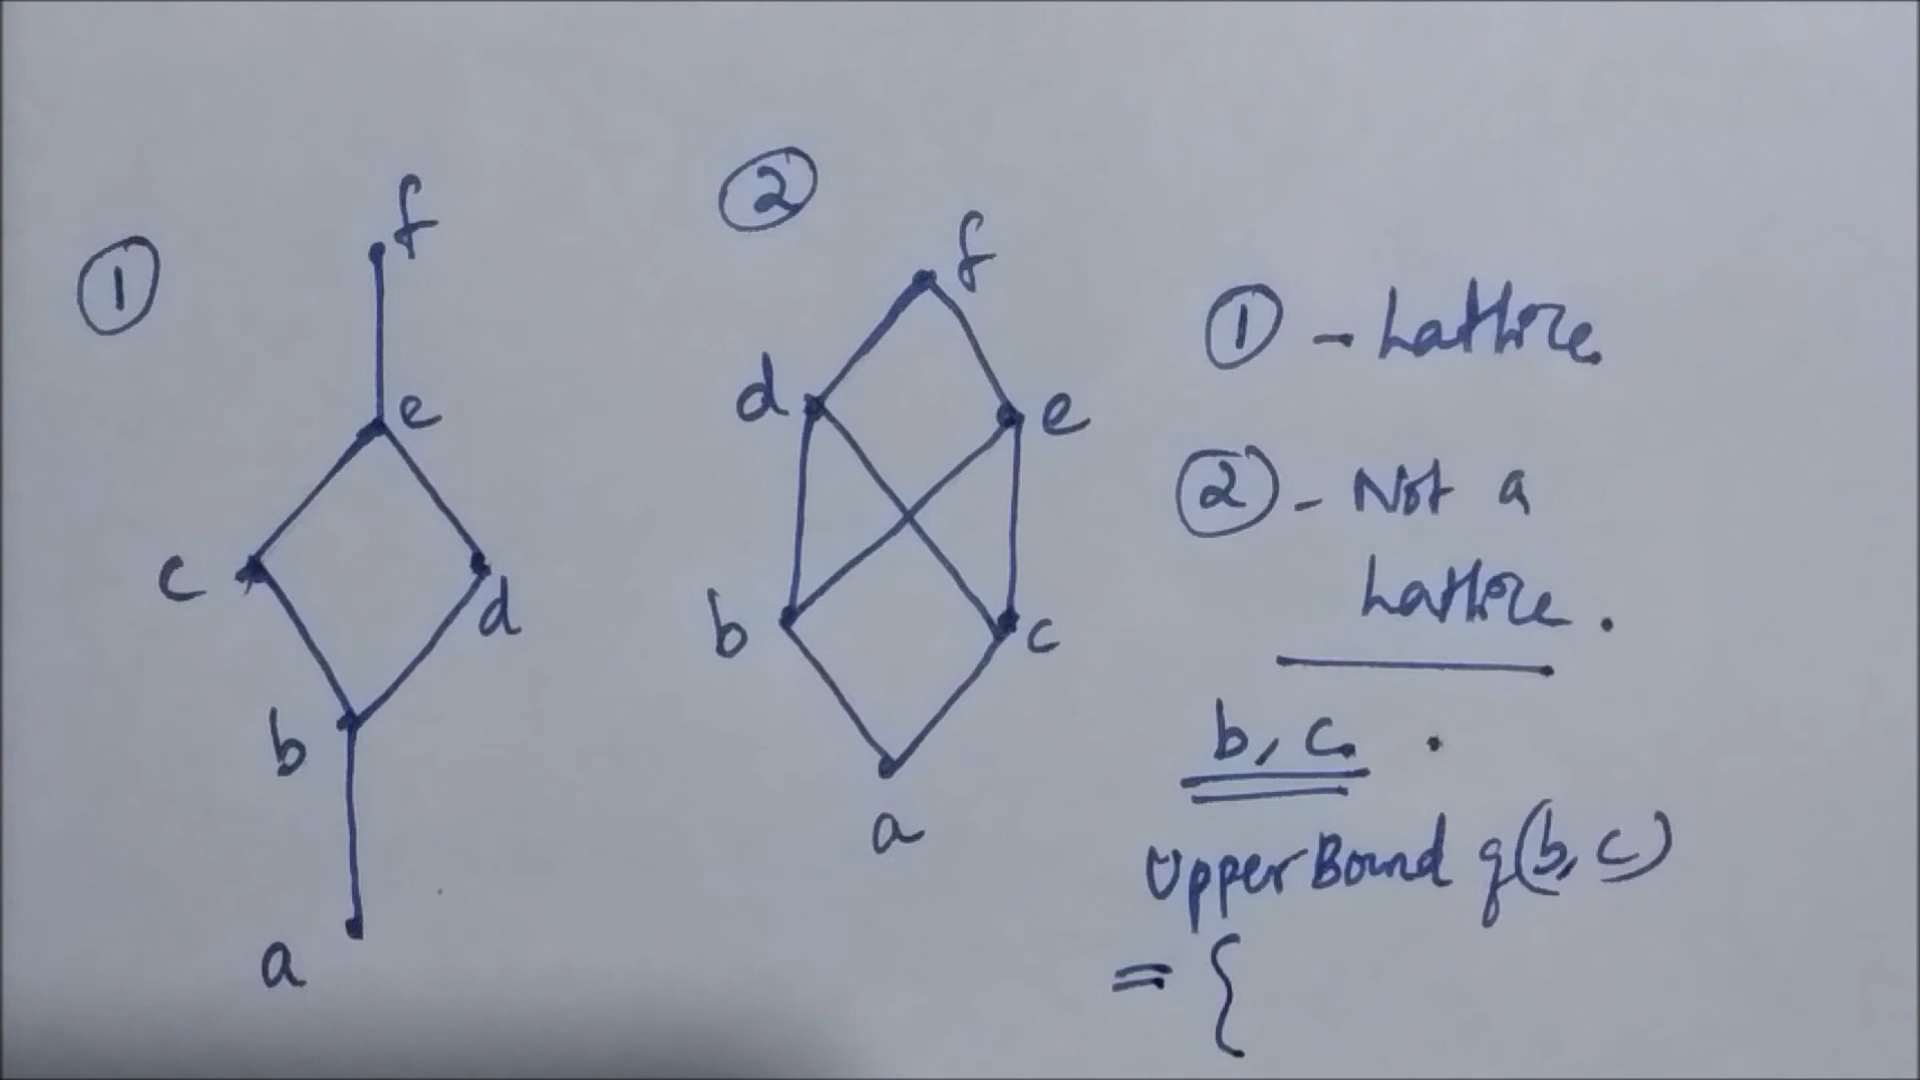 ①
f
e
c
d
b
a
②
f
d
e
b
c
a
① - Lattice
② - Not a
Lattice.
b, c.
Upper Bound of (b, c)
= {